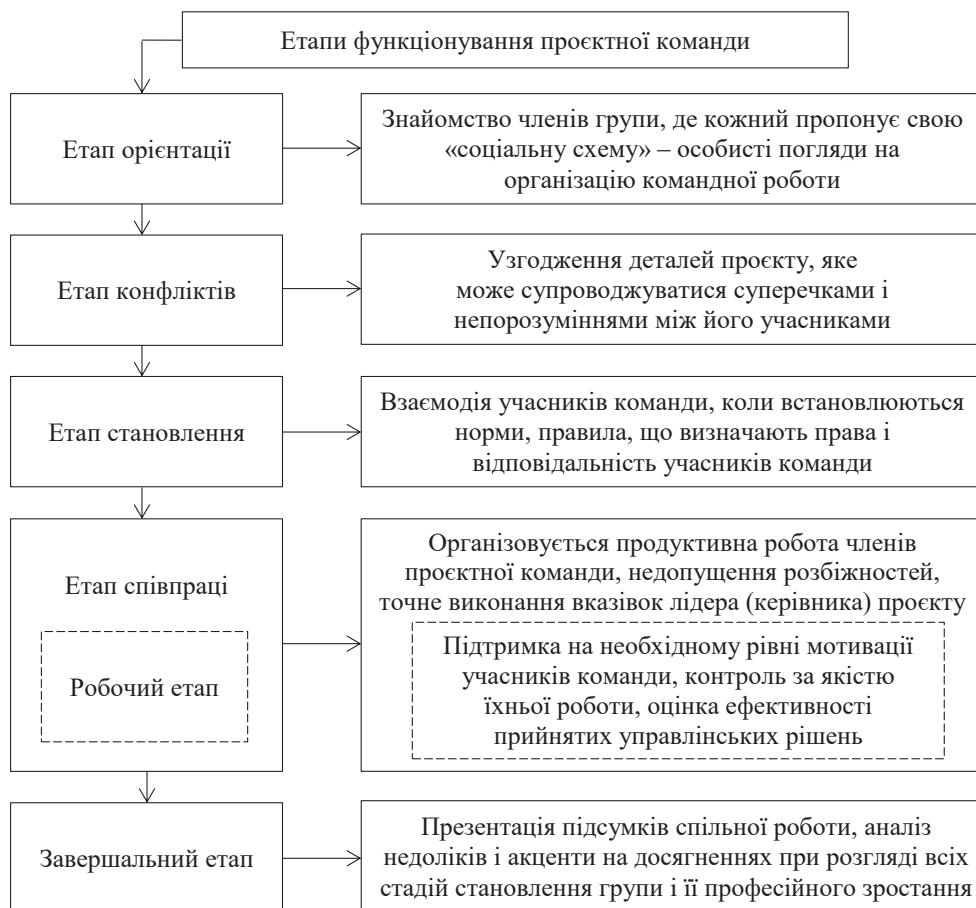 Етапи функціонування проєктної команди
Етап орієнтації
Знайомство членів групи, де кожний пропонує свою
«соціальну схему» – особисті погляди на
організацію командної роботи
Етап конфліктів
Узгодження деталей проєкту, яке
може супроводжуватися суперечками і
непорозуміннями між його учасниками
Етап становлення
Взаємодія учасників команди, коли встановлюються
норми, правила, що визначають права і
відповідальність учасників команди
Етап співпраці
Робочий етап
Організовується продуктивна робота членів
проєктної команди, недопущення розбіжностей,
точне виконання вказівок лідера (керівника) проєкту
Підтримка на необхідному рівні мотивації
учасників команди, контроль за якістю
їхньої роботи, оцінка ефективності
прийнятих управлінських рішень
Завершальний етап
Презентація підсумків спільної роботи, аналіз
недоліків і акценти на досягненнях при розгляді всіх
стадій становлення групи і її професійного зростання